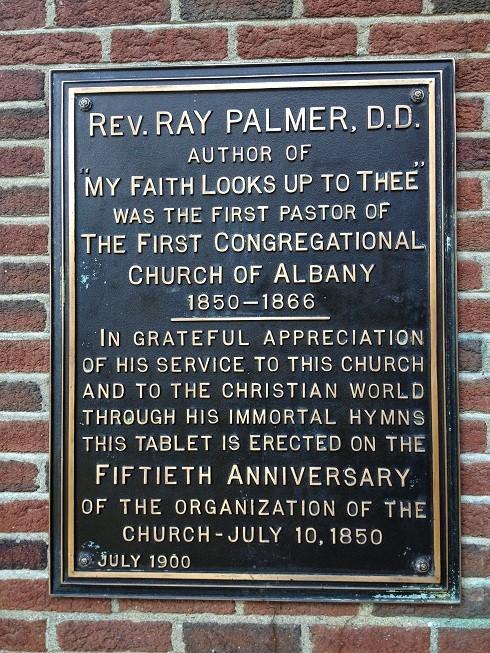 REV. RAY PALMER, D.D.
AUTHOR OF
"MY FAITH LOOKS UP TO THEE"
WAS THE FIRST PASTOR OF
THE FIRST CONGREGATIONAL
CHURCH OF ALBANY
1850-1866
IN GRATEFUL APPRECIATION
OF HIS SERVICE TO THIS CHURCH
AND TO THE CHRISTIAN WORLD
THROUGH HIS IMMORTAL HYMNS
THIS TABLET IS ERECTED ON THE
FIFTIETH ANNIVERSARY
OF THE ORGANIZATION OF THE
CHURCH-JULY 10, 1850
JULY 1900